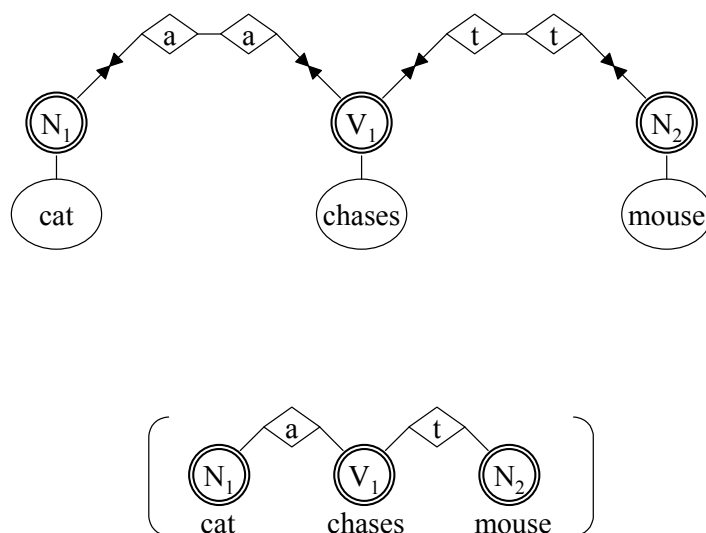 a a t t
N₁ V₁ N₂
cat chases mouse
a t
N₁ V₁ N₂
cat chases mouse